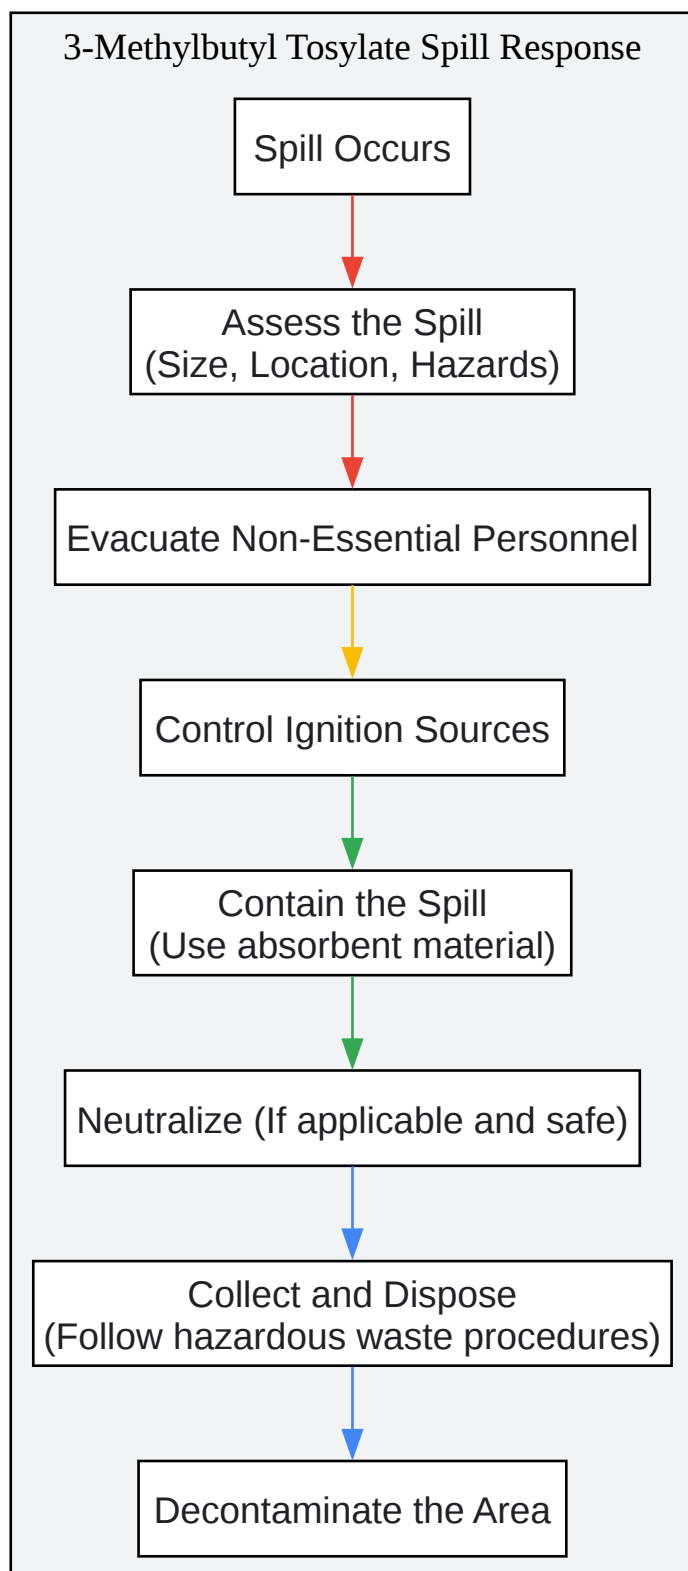 3-Methylbutyl Tosylate Spill Response
Spill Occurs
Assess the Spill
(Size, Location, Hazards)
Evacuate Non-Essential Personnel
Control Ignition Sources
Contain the Spill
(Use absorbent material)
Neutralize (If applicable and safe)
Collect and Dispose
(Follow hazardous waste procedures)
Decontaminate the Area